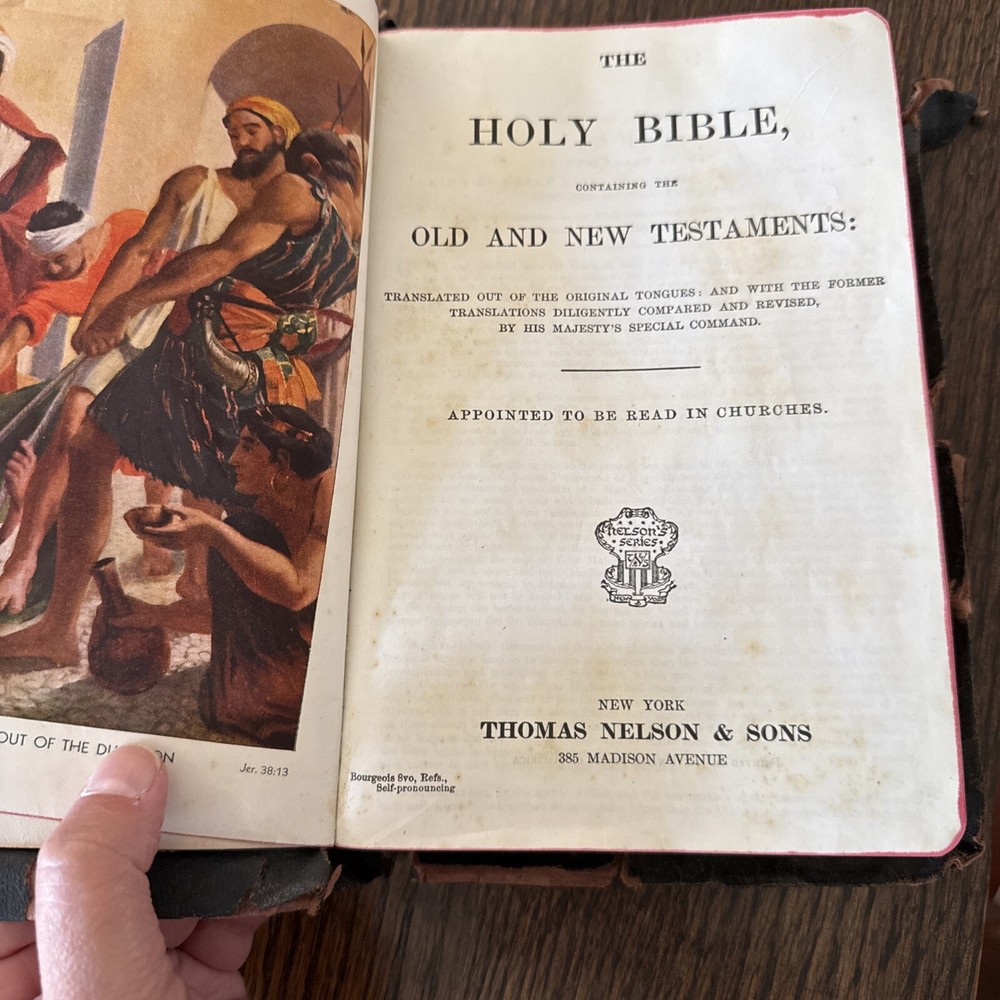 OUT OF THE
Jer. 38:13
THE
HOLY BIBLE,
CONTAINING THE
OLD AND NEW TESTAMENTS:
TRANSLATED OUT OF THE ORIGINAL TONGUES: AND WITH THE FORMER
TRANSLATIONS DILIGENTLY COMPARED AND REVISED,
BY HIS MAJESTY'S SPECIAL COMMAND.
APPOINTED TO BE READ IN CHURCHES.
NELSON'S
SERIES
NEW YORK
THOMAS NELSON & SONS
385 MADISON AVENUE
Bourgeois 8vo, Refs.,
Self-pronouncing